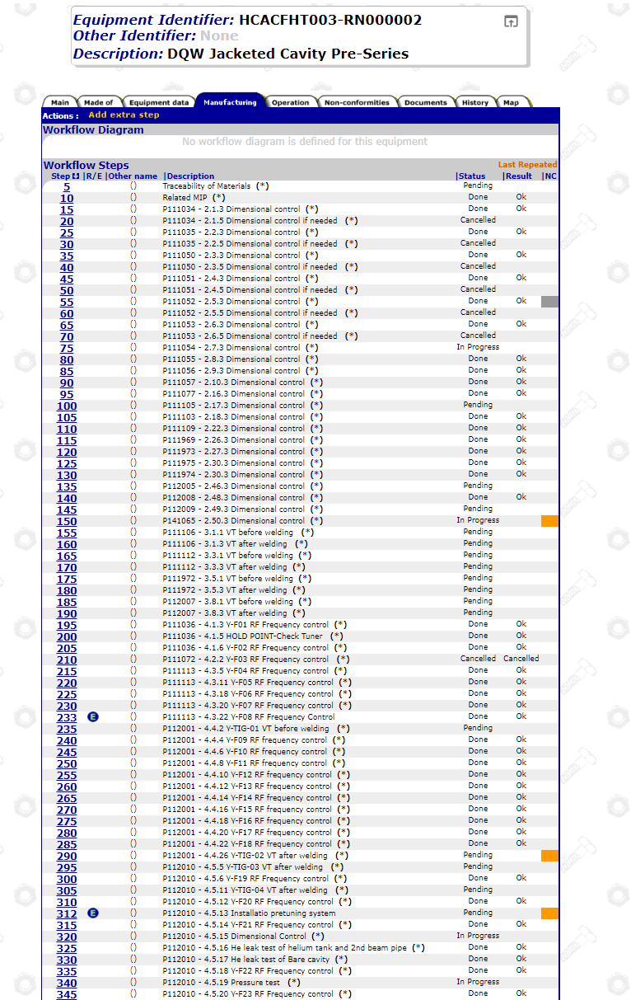 Equipment Identifier: HCACFHT003-RN000002
Other Identifier: None
Description: DQW Jacketed Cavity Pre-Series
Main Made of Equipment data Manufacturing Operation Non-conformities Documents History Map
Actions : Add extra step
Workflow Diagram
No workflow diagram is defined for this equipment
Workflow Steps Last Repeated
Step |R/E |Other name |Description |Status |Result |NC
5 () Traceability of Materials (*) Pending
10 () Related MIP (*) Done Ok
15 () P111034 - 2.1.3 Dimensional control (*) Done Ok
20 () P111034 - 2.1.5 Dimensional control if needed (*) Cancelled
25 () P111035 - 2.2.3 Dimensional control (*) Done Ok
30 () P111035 - 2.2.5 Dimensional control if needed (*) Cancelled
35 () P111050 - 2.3.3 Dimensional control (*) Done Ok
40 () P111050 - 2.3.5 Dimensional control if needed (*) Cancelled
45 () P111051 - 2.4.3 Dimensional control (*) Done Ok
50 () P111051 - 2.4.5 Dimensional control if needed (*) Cancelled
55 () P111052 - 2.5.3 Dimensional control (*) Done Ok
60 () P111052 - 2.5.5 Dimensional control if needed (*) Cancelled
65 () P111053 - 2.6.3 Dimensional control (*) Done Ok
70 () P111053 - 2.6.5 Dimensional control if needed (*) Cancelled
75 () P111054 - 2.7.3 Dimensional control (*) In Progress
80 () P111055 - 2.8.3 Dimensional control (*) Done Ok
85 () P111056 - 2.9.3 Dimensional control (*) Done Ok
90 () P111057 - 2.10.3 Dimensional control (*) Done Ok
95 () P111077 - 2.16.3 Dimensional control (*) Done Ok
100 () P111105 - 2.17.3 Dimensional control (*) Pending
105 () P111103 - 2.18.3 Dimensional control (*) Done Ok
110 () P111109 - 2.22.3 Dimensional control (*) Done Ok
115 () P111969 - 2.26.3 Dimensional control (*) Done Ok
120 () P111973 - 2.27.3 Dimensional control (*) Done Ok
125 () P111975 - 2.30.3 Dimensional control (*) Done Ok
130 () P111974 - 2.30.3 Dimensional control (*) Done Ok
135 () P112005 - 2.46.3 Dimensional control (*) Pending
140 () P112008 - 2.48.3 Dimensional control (*) Done Ok
145 () P112009 - 2.49.3 Dimensional control (*) Pending
150 () P141065 - 2.50.3 Dimensional control (*) In Progress
155 () P111106 - 3.1.1 VT before welding (*) Pending
160 () P111106 - 3.1.3 VT after welding (*) Pending
165 () P111112 - 3.3.1 VT before welding (*) Pending
170 () P111112 - 3.3.3 VT after welding (*) Pending
175 () P111972 - 3.5.1 VT before welding (*) Pending
180 () P111972 - 3.5.3 VT after welding (*) Pending
185 () P112007 - 3.8.1 VT before welding (*) Pending
190 () P112007 - 3.8.3 VT after welding (*) Pending
195 () P111036 - 4.1.3 Y-F01 RF Frequency control (*) Done Ok
200 () P111036 - 4.1.5 HOLD POINT-Check Tuner (*) Done Ok
205 () P111036 - 4.1.6 Y-F02 RF Frequency control (*) Done Ok
210 () P111072 - 4.2.2 Y-F03 RF Frequency control (*) Cancelled Cancelled
215 () P111113 - 4.3.5 Y-F04 RF Frequency control (*) Done Ok
220 () P111113 - 4.3.11 Y-F05 RF Frequency control (*) Done Ok
225 () P111113 - 4.3.18 Y-F06 RF Frequency control (*) Done Ok
230 () P111113 - 4.3.20 Y-F07 RF Frequency control (*) Done Ok
233 E () P111113 - 4.3.22 Y-F08 RF Frequency Control Done Ok
235 () P112001 - 4.4.2 Y-TIG-01 VT before welding (*) Pending
240 () P112001 - 4.4.4 Y-F09 RF frequency control (*) Done Ok
245 () P112001 - 4.4.6 Y-F10 RF frequency control (*) Done Ok
250 () P112001 - 4.4.8 Y-F11 RF frequency control (*) Done Ok
255 () P112001 - 4.4.10 Y-F12 RF frequency control (*) Done Ok
260 () P112001 - 4.4.12 Y-F13 RF frequency control (*) Done Ok
265 () P112001 - 4.4.14 Y-F14 RF frequency control (*) Done Ok
270 () P112001 - 4.4.16 Y-F15 RF frequency control (*) Done Ok
275 () P112001 - 4.4.18 Y-F16 RF frequency control (*) Done Ok
280 () P112001 - 4.4.20 Y-F17 RF frequency control (*) Done Ok
285 () P112001 - 4.4.22 Y-F18 RF frequency control (*) Done Ok
290 () P112001 - 4.4.26 Y-TIG-02 VT after welding (*) Pending
295 () P112010 - 4.5.5 Y-TIG-03 VT after welding (*) Pending
300 () P112010 - 4.5.6 Y-F19 RF Frequency control (*) Done Ok
305 () P112010 - 4.5.11 Y-TIG-04 VT after welding (*) Pending
310 () P112010 - 4.5.12 Y-F20 RF Frequency control (*) Done Ok
312 E () P112010 - 4.5.13 Installatio pretuning system Pending
315 () P112010 - 4.5.14 Y-F21 RF Frequency control (*) Done Ok
320 () P112010 - 4.5.15 Dimensional Control (*) In Progress
325 () P112010 - 4.5.16 He leak test of helium tank and 2nd beam pipe (*) Done Ok
330 () P112010 - 4.5.17 He leak test of Bare cavity (*) Done Ok
335 () P112010 - 4.5.18 Y-F22 RF Frequency control (*) Done Ok
340 () P112010 - 4.5.19 Pressure test (*) In Progress
345 () P112010 - 4.5.20 Y-F23 RF Frequency control (*) Done Ok